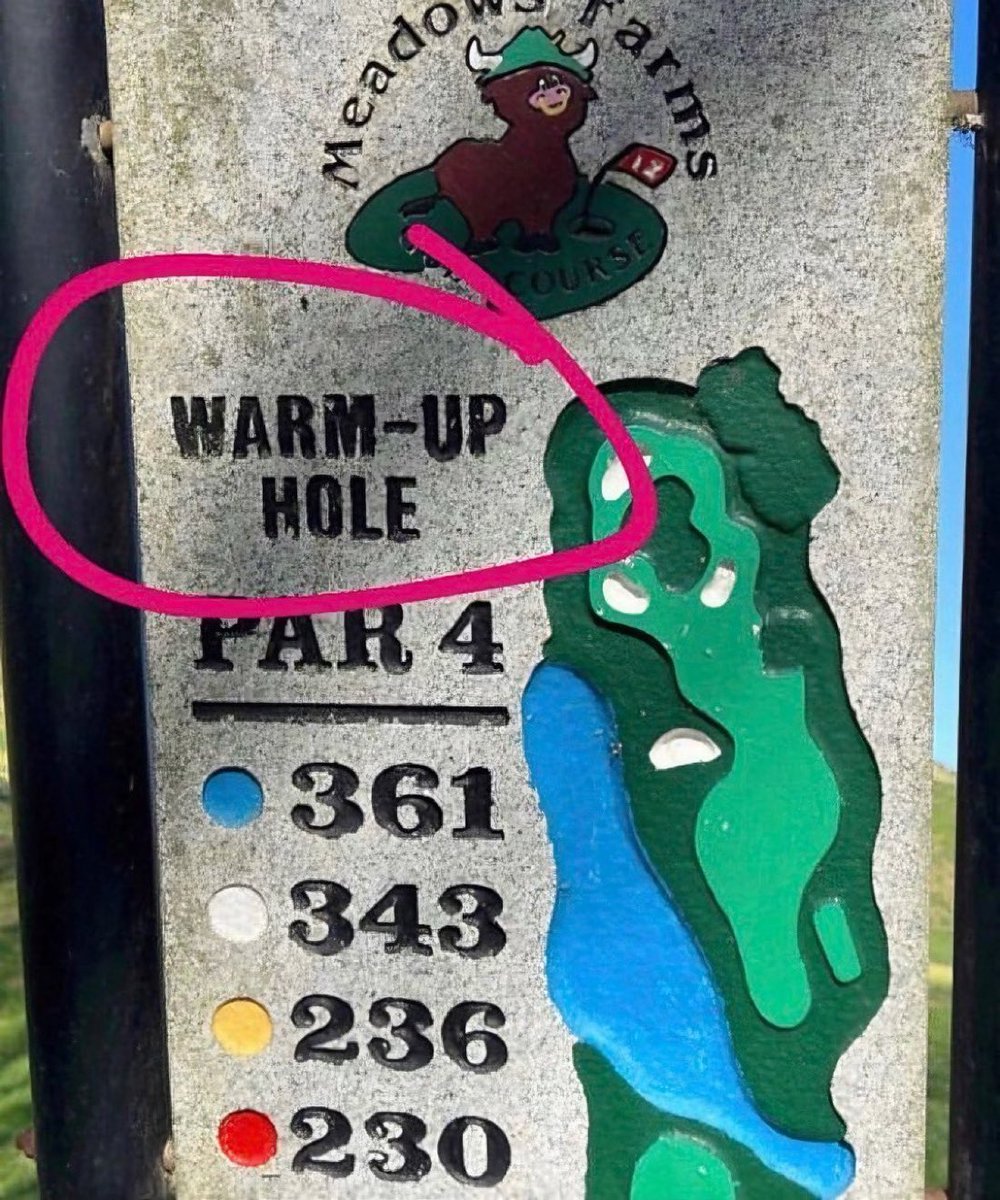 Meadows Farms
12
COURSE
WARM-UP
HOLE
PAR 4
361
343
236
230